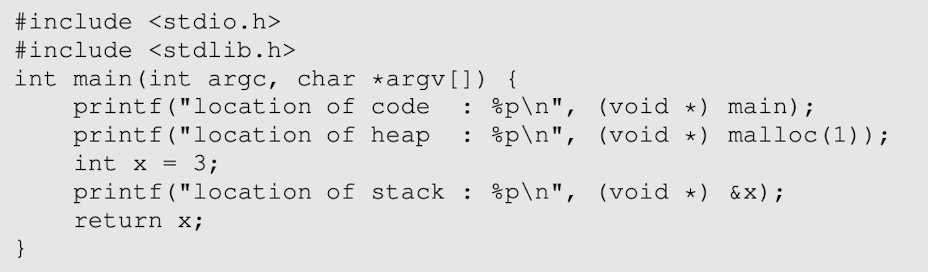 #include <stdio.h>
#include <stdlib.h>
int main(int argc, char *argv[]) {
    printf("location of code  : %p\n", (void *) main);
    printf("location of heap  : %p\n", (void *) malloc(1));
    int x = 3;
    printf("location of stack : %p\n", (void *) &x);
    return x;
}